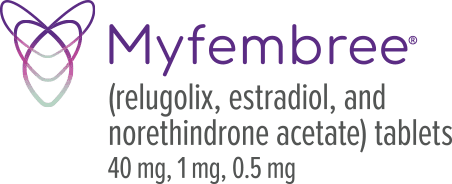 Myfembree®
(relugolix, estradiol, and
norethindrone acetate) tablets
40 mg, 1 mg, 0.5 mg